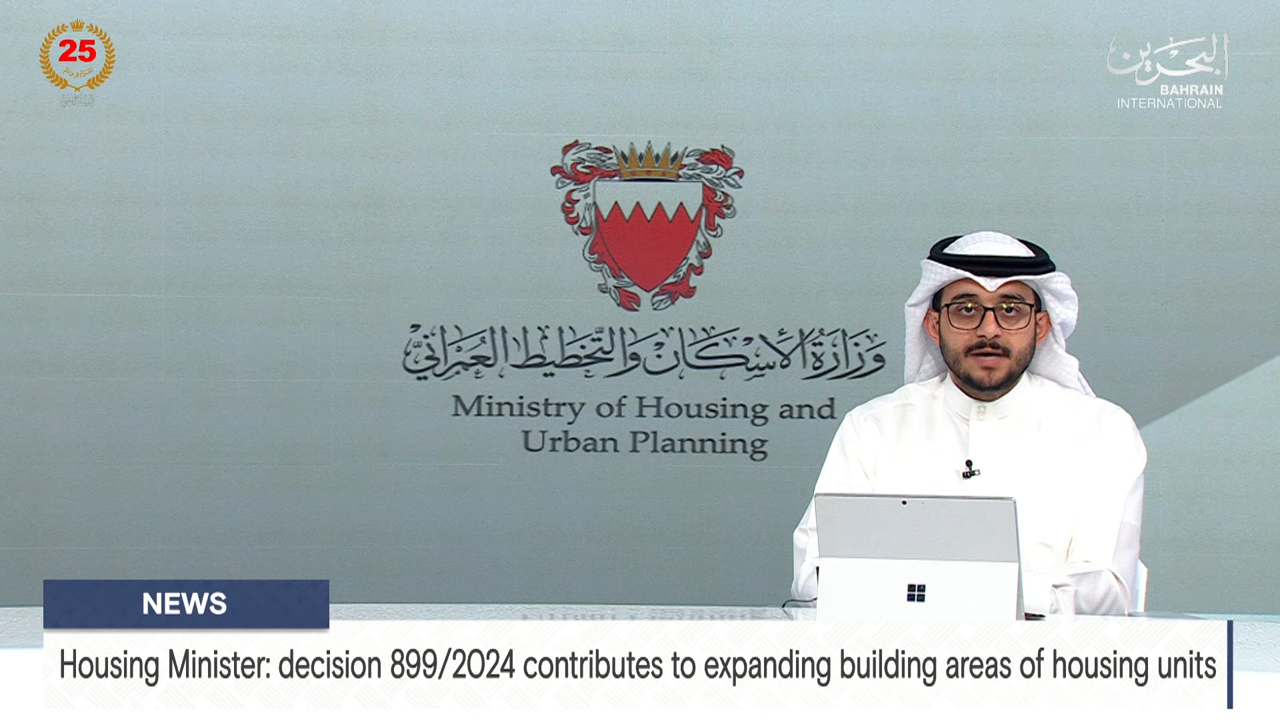 25
البحرين
BAHRAIN
INTERNATIONAL
وزارة الإسكان والتخطيط العمراني
Ministry of Housing and
Urban Planning
NEWS
Housing Minister: decision 899/2024 contributes to expanding building areas of housing units